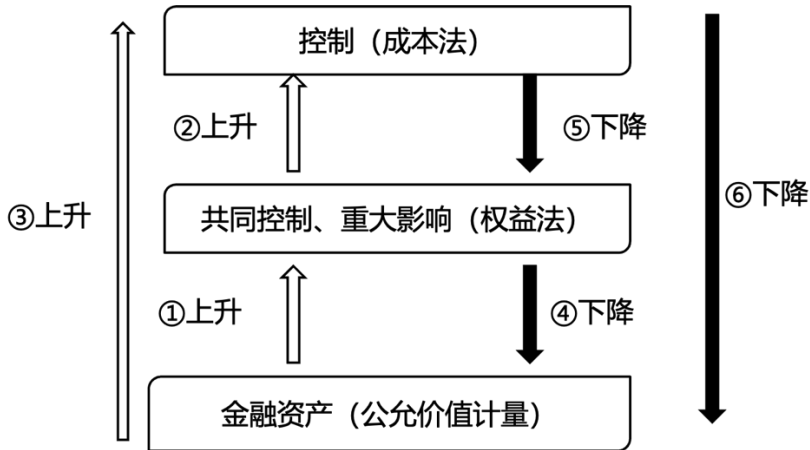 控制（成本法）
②上升
⑤下降
③上升
共同控制、重大影响（权益法）
⑥下降
①上升
④下降
金融资产（公允价值计量）